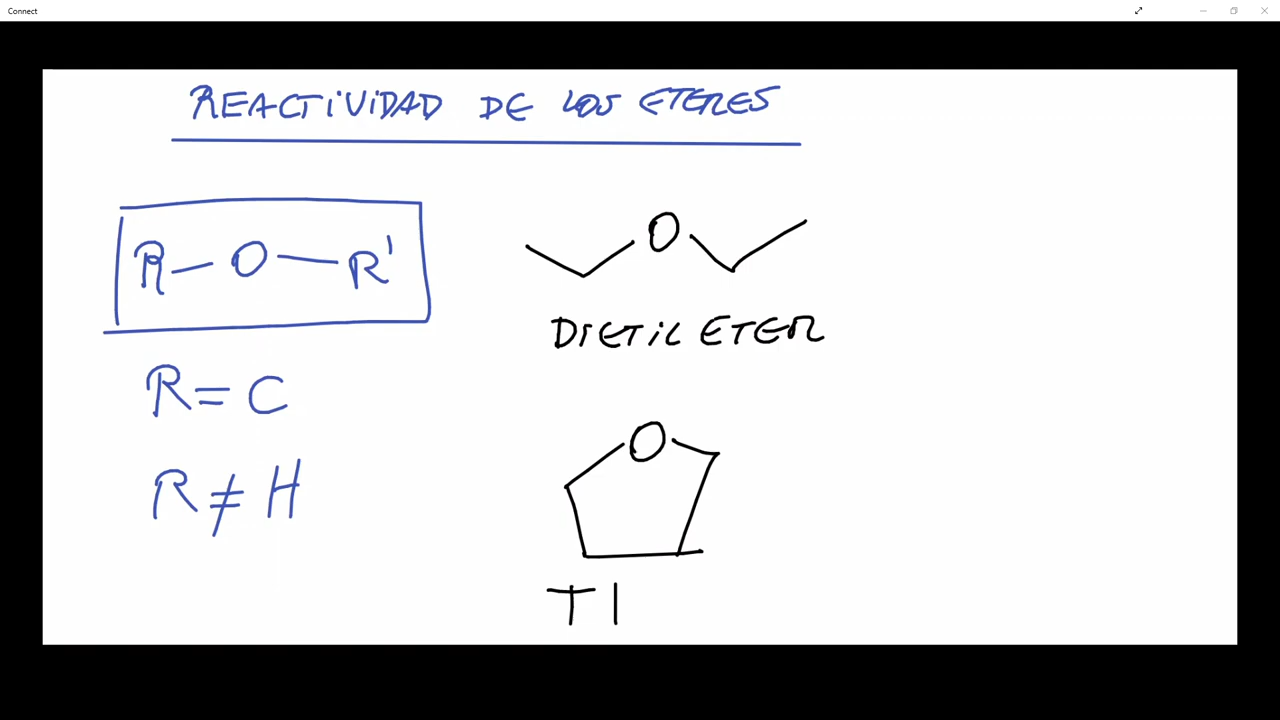 Connect
REACTIVIDAD DE LOS ETERES
R-O-R'
R=C
R≠H
O
DIETIL ETER
O
T|